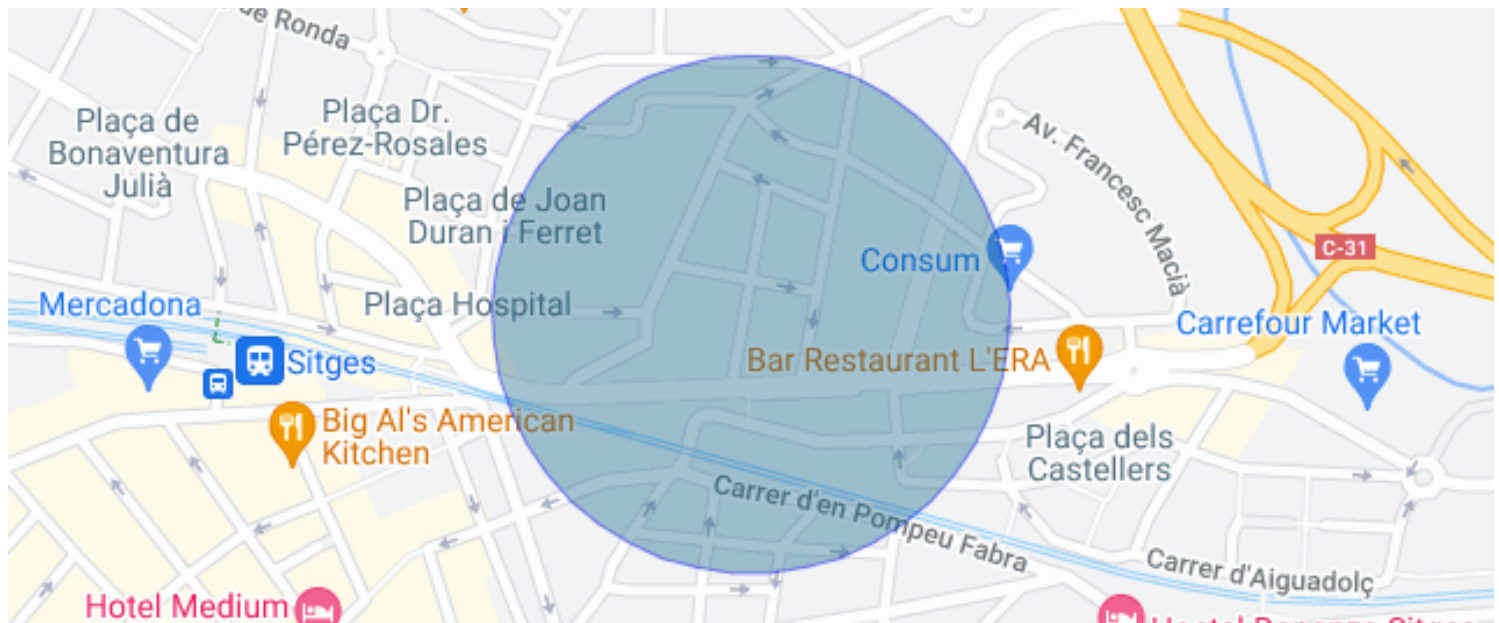 de Ronda
Plaça Dr.
Pérez-Rosales
Plaça de
Bonaventura
Julià
Av. Francesc Macià
Plaça de Joan
Duran i Ferret
Consum
C-31
Plaça Hospital
Mercadona
Carrefour Market
Sitges
Bar Restaurant L'ERA
Big Al's American
Kitchen
Plaça dels
Castellers
Carrer d'en Pompeu Fabra
Carrer d'Aiguadolç
Hotel Medium